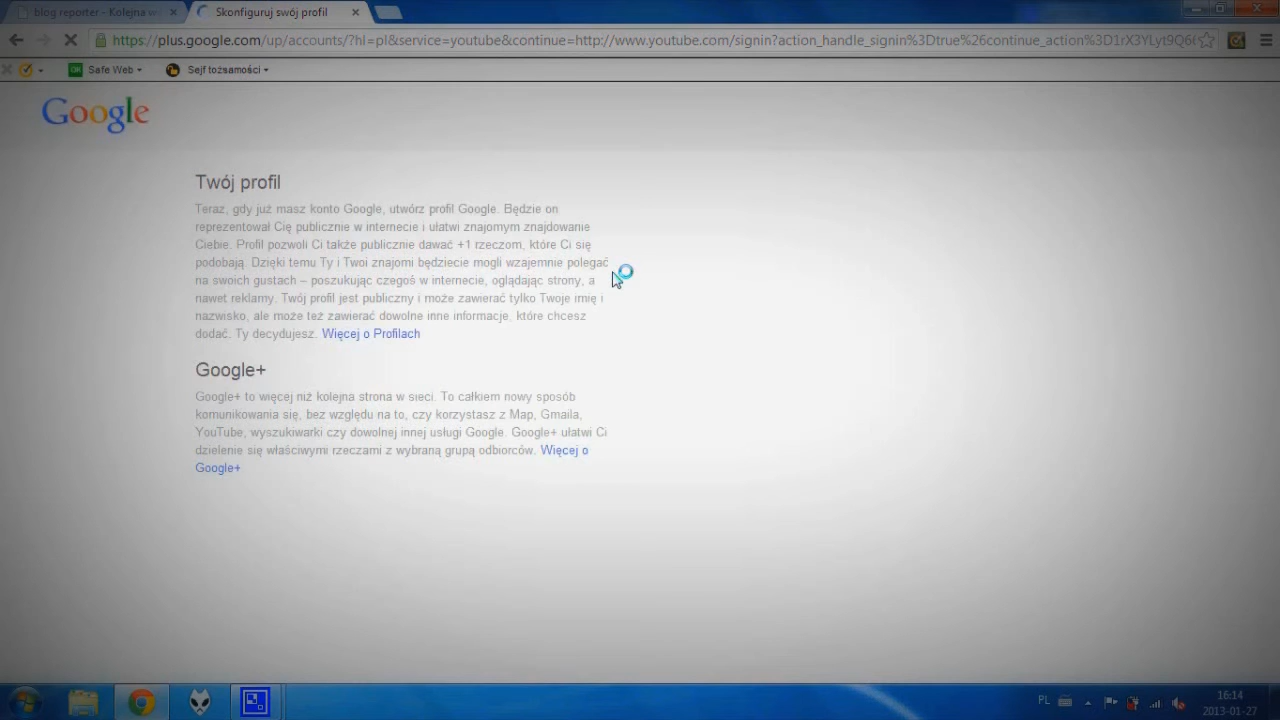 blog reporter - Kolejna w
Skonfiguruj swój profil
https://plus.google.com/up/accounts/?hl=pl&service=youtube&continue=http://www.youtube.com/signin?action_handle_signin%3Dtrue%26continue_action%3D1rX3YLyt9Q6
OK Safe Web
Sejf tożsamości
Google
Twój profil
Teraz, gdy już masz konto Google, utwórz profil Google. Będzie on
reprezentował Cię publicznie w internecie i ułatwi znajomym znajdowanie
Ciebie. Profil pozwoli Ci także publicznie dawać +1 rzeczom, które Ci się
podobają. Dzięki temu Ty i Twoi znajomi będziecie mogli wzajemnie polegać
na swoich gustach – poszukując czegoś w internecie, oglądając strony, a
nawet reklamy. Twój profil jest publiczny i może zawierać tylko Twoje imię i
nazwisko, ale może też zawierać dowolne inne informacje, które chcesz
dodać. Ty decydujesz. Więcej o Profilach
Google+
Google+ to więcej niż kolejna strona w sieci. To całkiem nowy sposób
komunikowania się, bez względu na to, czy korzystasz z Map, Gmaila,
YouTube, wyszukiwarki czy dowolnej innej usługi Google. Google+ ułatwi Ci
dzielenie się właściwymi rzeczami z wybraną grupą odbiorców. Więcej o
Google+
PL
16:14
2013-01-27